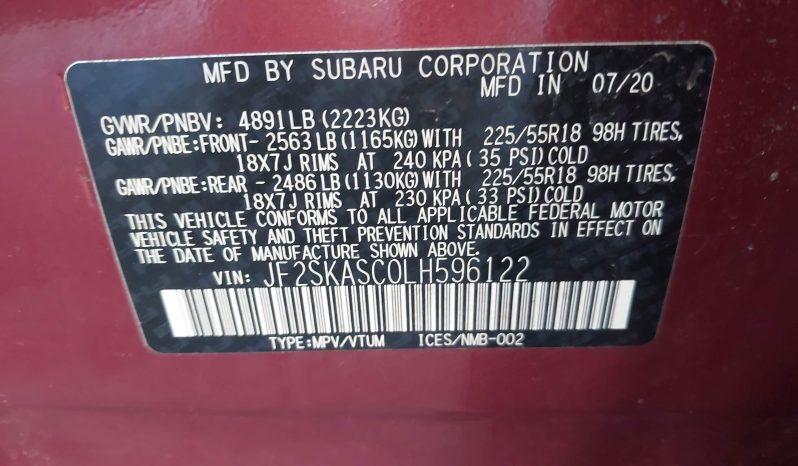 MFD BY SUBARU CORPORATION
MFD IN 07/20
GVWR/PNBV: 4891LB (2223KG)
GAWR/PNBE:FRONT- 2563LB (1165KG) WITH 225/55R18 98H TIRES,
18X7J RIMS AT 240 KPA( 35 PSI)COLD
GAWR/PNBE:REAR - 2486LB (1130KG) WITH 225/55R18 98H TIRES,
18X7J RIMS AT 230 KPA( 33 PSI)COLD
THIS VEHICLE CONFORMS TO ALL APPLICABLE FEDERAL MOTOR
VEHICLE SAFETY AND THEFT PREVENTION STANDARDS IN EFFECT ON
THE DATE OF MANUFACTURE SHOWN ABOVE.
VIN: JF2SKASC0LH596122
TYPE:MPV/VTUM ICES/NMB-002